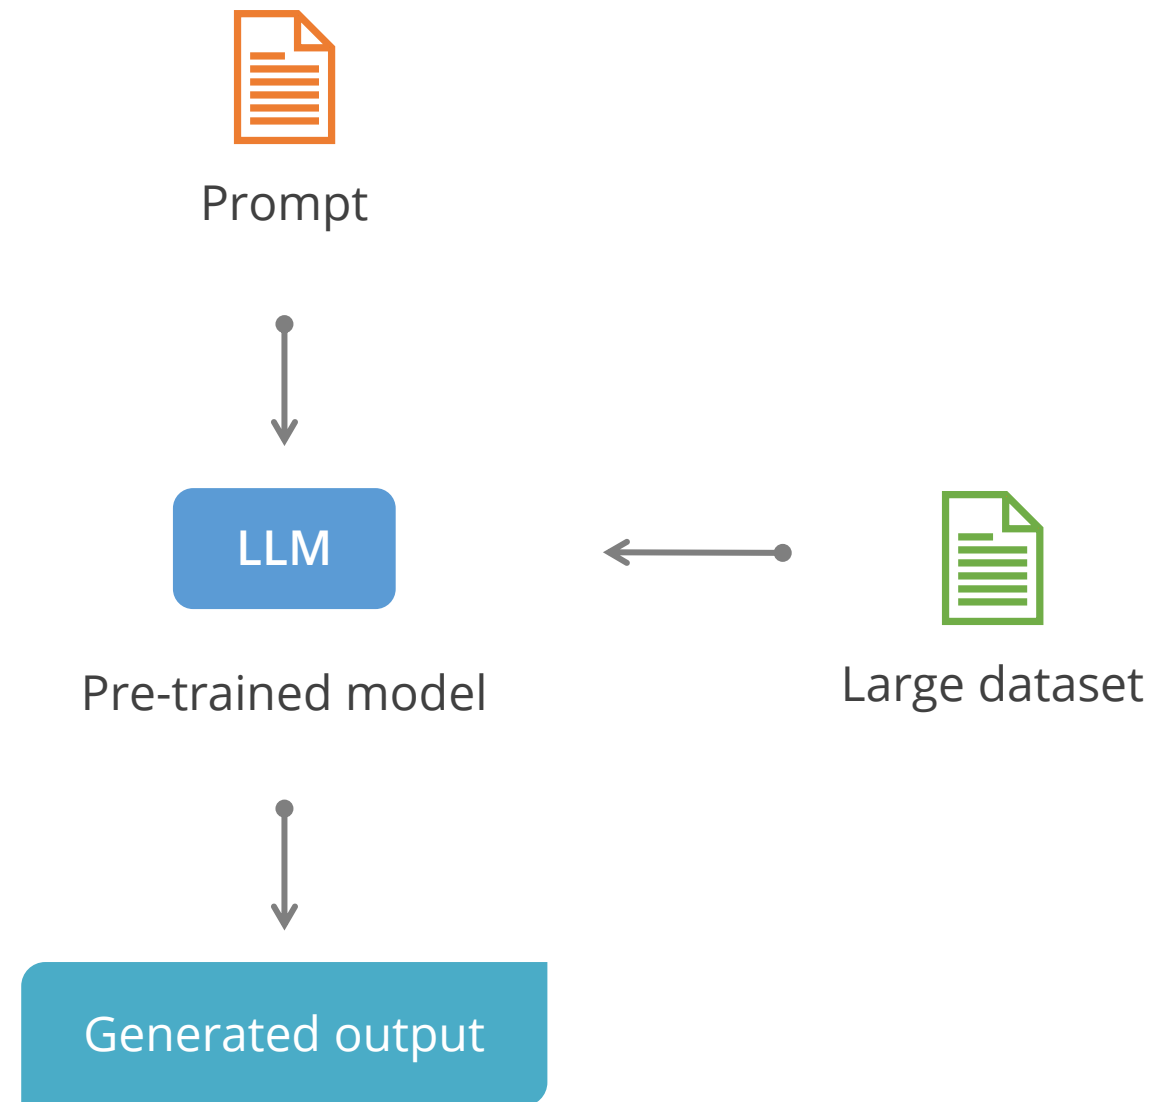 Prompt
LLM
Pre-trained model
Large dataset
Generated output